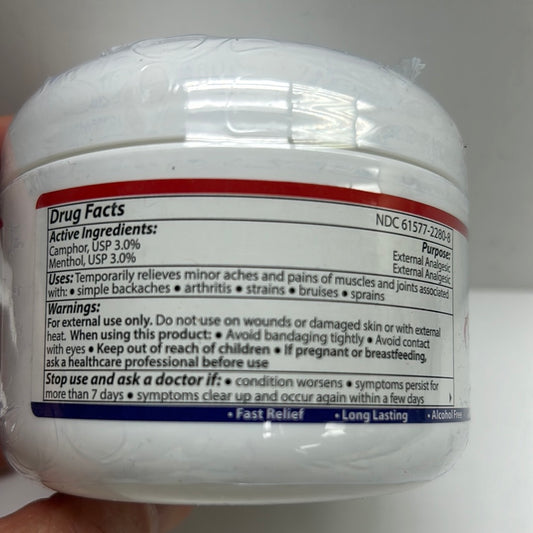 Drug Facts NDC 61577-2280-8
Active Ingredients: Purpose:
Camphor, USP 3.0% External Analgesic
Menthol, USP 3.0% External Analgesic
Uses: Temporarily relieves minor aches and pains of muscles and joints associated
with: • simple backaches • arthritis • strains • bruises • sprains
Warnings:
For external use only. Do not use on wounds or damaged skin or with external
heat. When using this product: • Avoid bandaging tightly • Avoid contact
with eyes • Keep out of reach of children • If pregnant or breastfeeding,
ask a healthcare professional before use
Stop use and ask a doctor if: • condition worsens • symptoms persist for
more than 7 days • symptoms clear up and occur again within a few days
• Fast Relief • Long Lasting • Alcohol Free